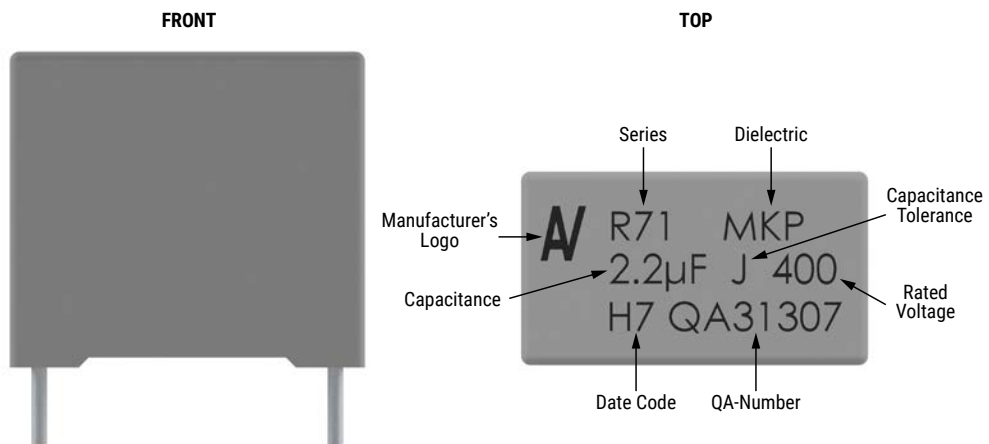 FRONT
TOP
Series
Dielectric
Capacitance
Tolerance
Manufacturer's
Logo
R71 MKP
2.2µF J 400
H7 QA31307
Capacitance
Rated
Voltage
Date Code
QA-Number